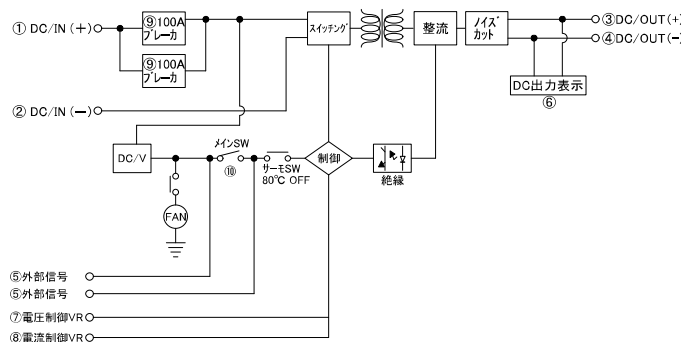 ① DC/IN (+)
⑨100A
ブレーカ
⑨100A
ブレーカ
スイッチング
整流
ノイズ
カット
③DC/OUT(+)
④DC/OUT(-)
DC出力表示
⑥
② DC/IN (-)
DC/V
メインSW
⑩
サーモSW
80℃ OFF
制御
絶縁
FAN
⑤外部信号
⑤外部信号
⑦電圧制御VR
⑧電流制御VR